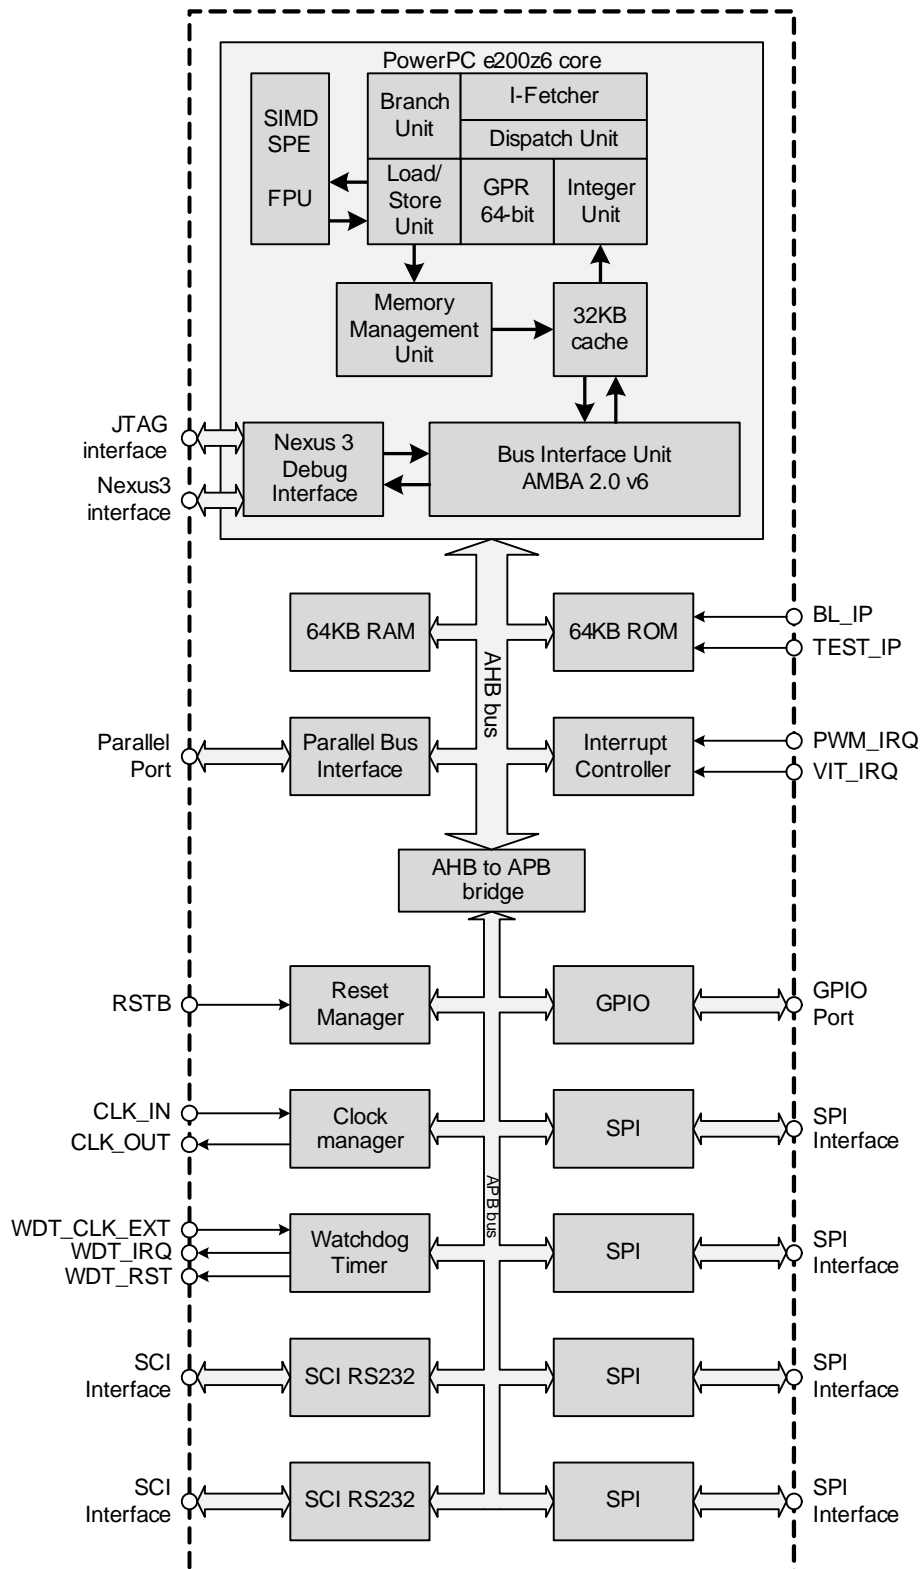 PowerPC e200z6 core
SIMD
SPE
FPU
Branch
Unit
I-Fetcher
Dispatch Unit
Load/
Store
Unit
GPR
64-bit
Integer
Unit
Memory
Management
Unit
32KB
cache
JTAG
interface
Nexus3
interface
Nexus 3
Debug
Interface
Bus Interface Unit
AMBA 2.0 v6
64KB RAM
64KB ROM
BL_IP
TEST_IP
AHB bus
Parallel
Port
Parallel Bus
Interface
Interrupt
Controller
PWM_IRQ
VIT_IRQ
AHB to APB
bridge
RSTB
Reset
Manager
GPIO
GPIO
Port
CLK_IN
CLK_OUT
Clock
manager
SPI
SPI
Interface
APB bus
WDT_CLK_EXT
WDT_IRQ
WDT_RST
Watchdog
Timer
SPI
SPI
Interface
SCI
Interface
SCI RS232
SPI
SPI
Interface
SCI
Interface
SCI RS232
SPI
SPI
Interface